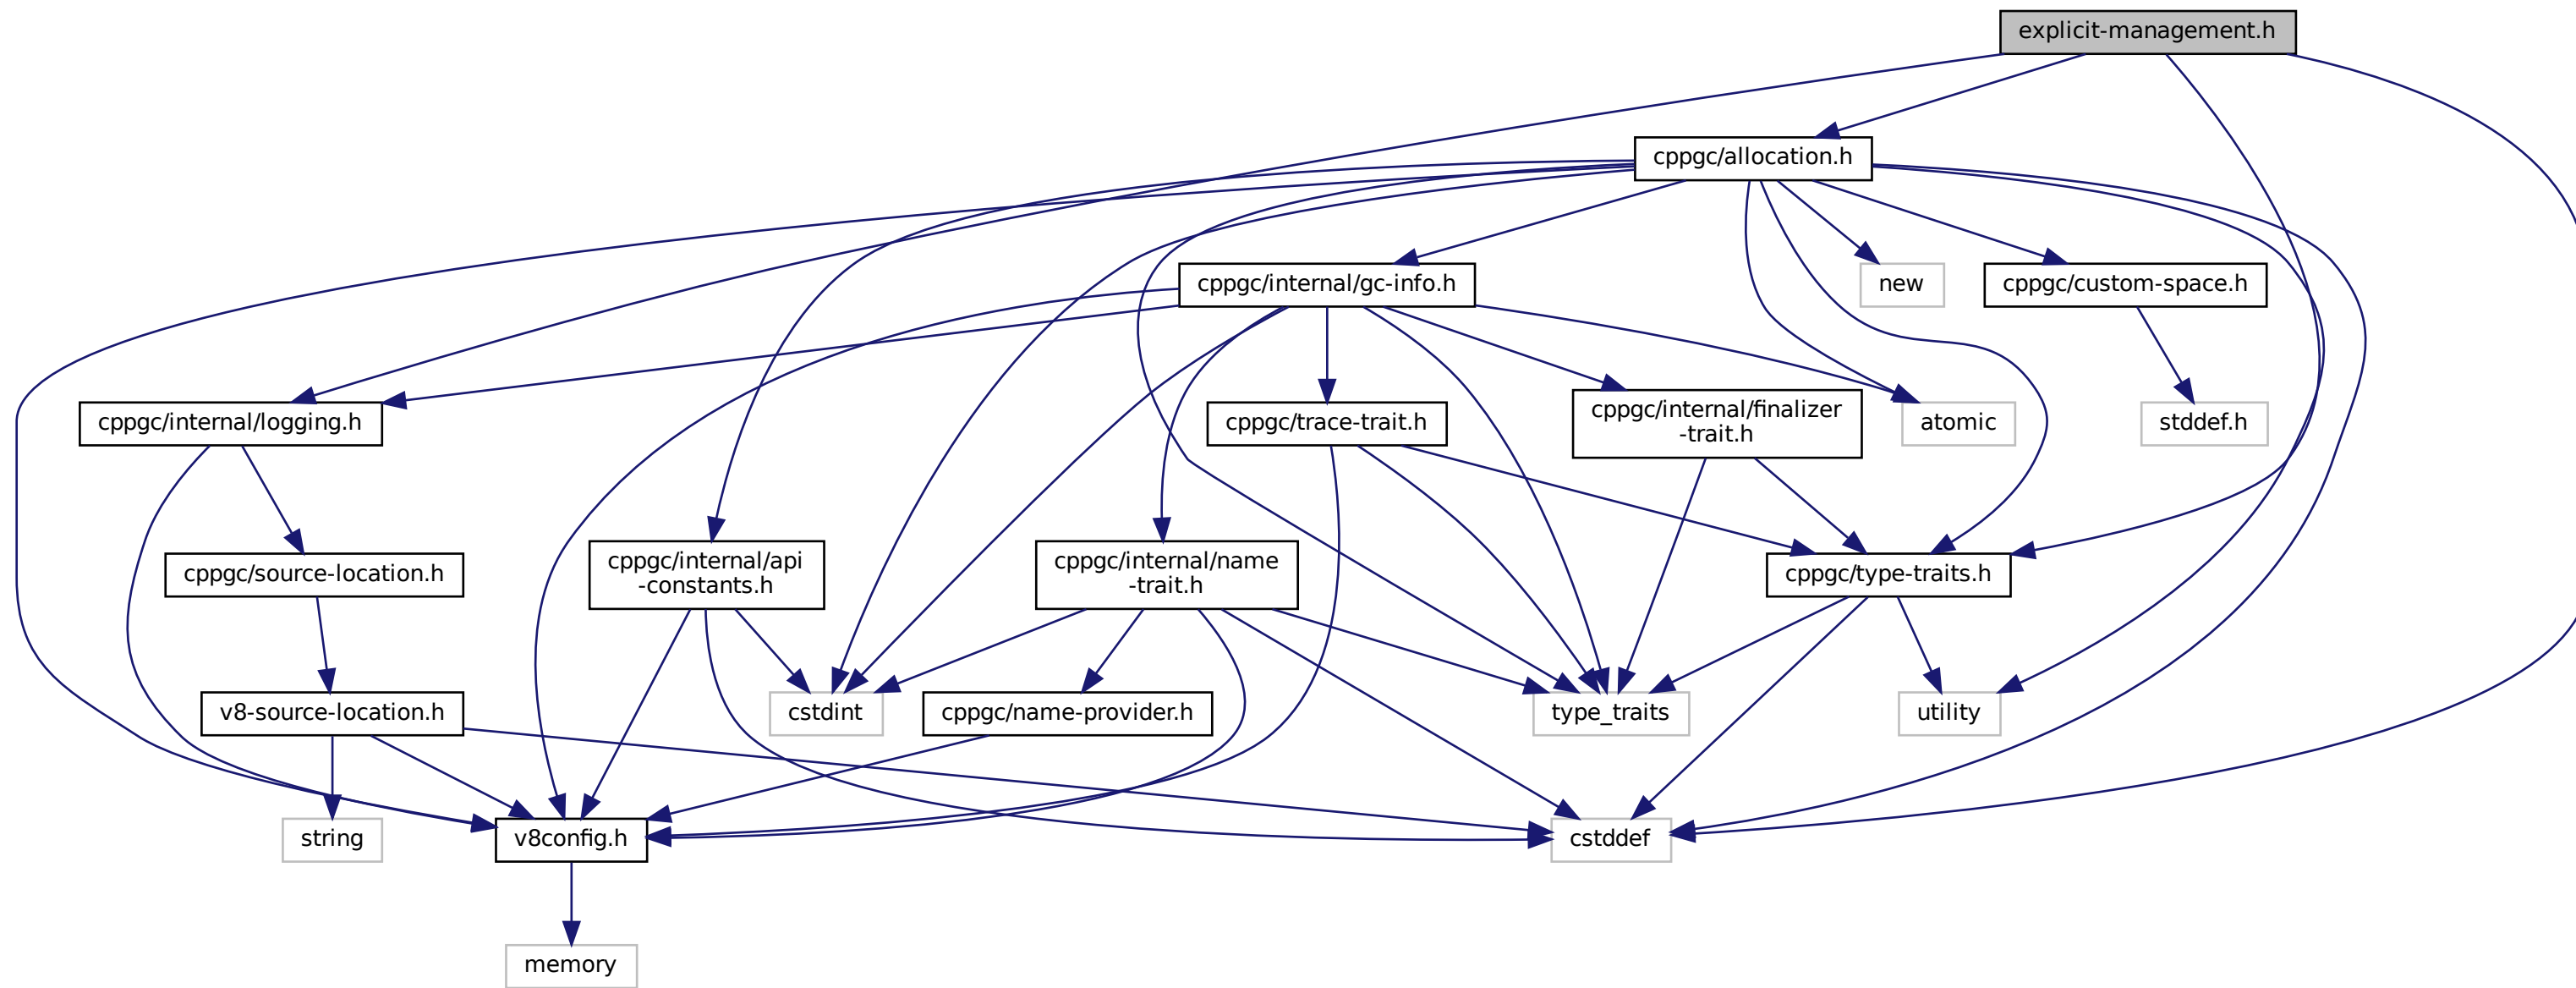 explicit-management.h
cppgc/allocation.h
cppgc/internal/gc-info.h
new
cppgc/custom-space.h
cppgc/internal/logging.h
cppgc/trace-trait.h
cppgc/internal/finalizer
-trait.h
atomic
stddef.h
cppgc/source-location.h
cppgc/internal/api
-constants.h
cppgc/internal/name
-trait.h
cppgc/type-traits.h
v8-source-location.h
cstdint
cppgc/name-provider.h
type_traits
utility
string
v8config.h
cstddef
memory